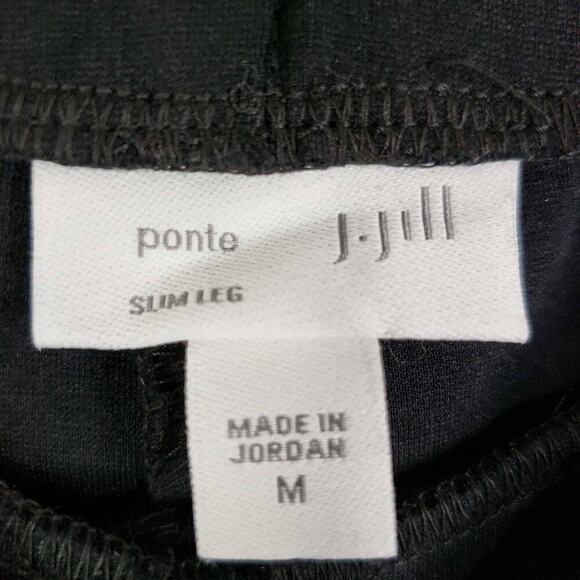 ponte J.Jill
SLIM LEG
MADE IN
JORDAN
M